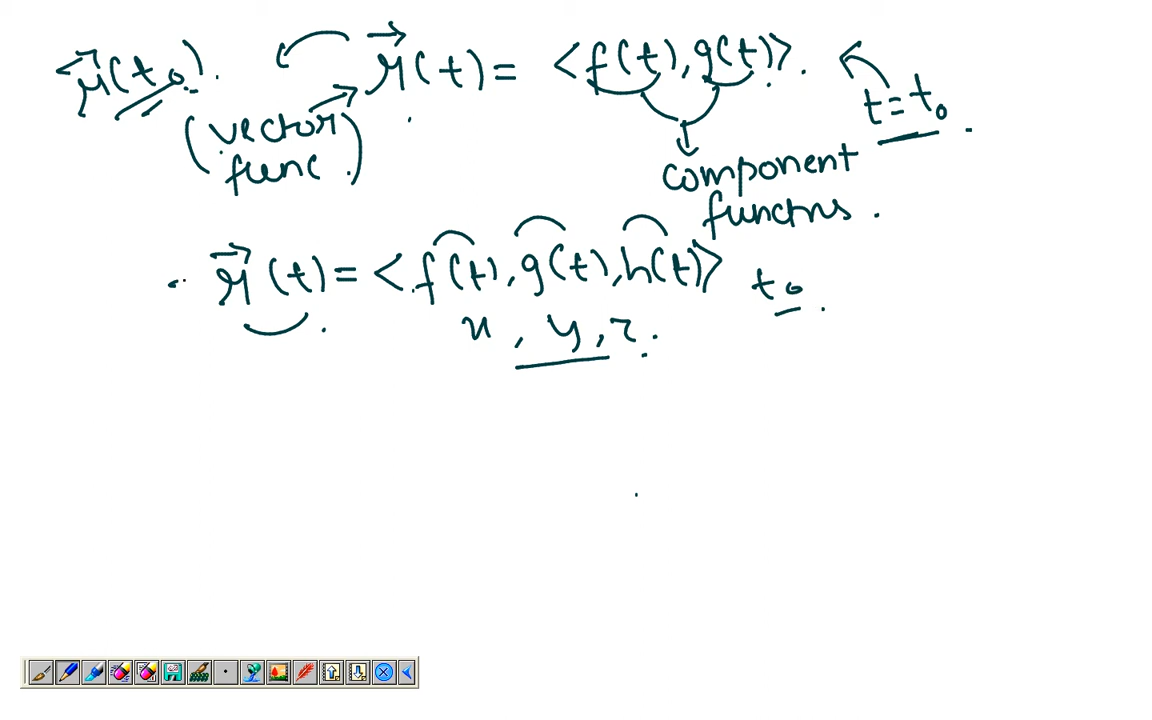 r⃗(t₀). r⃗(t) = <f(t), g(t)>. t = t₀.
(vector func.)
component
functns.
r⃗(t) = <f(t), g(t), h(t)> t₀.
x, y, z.